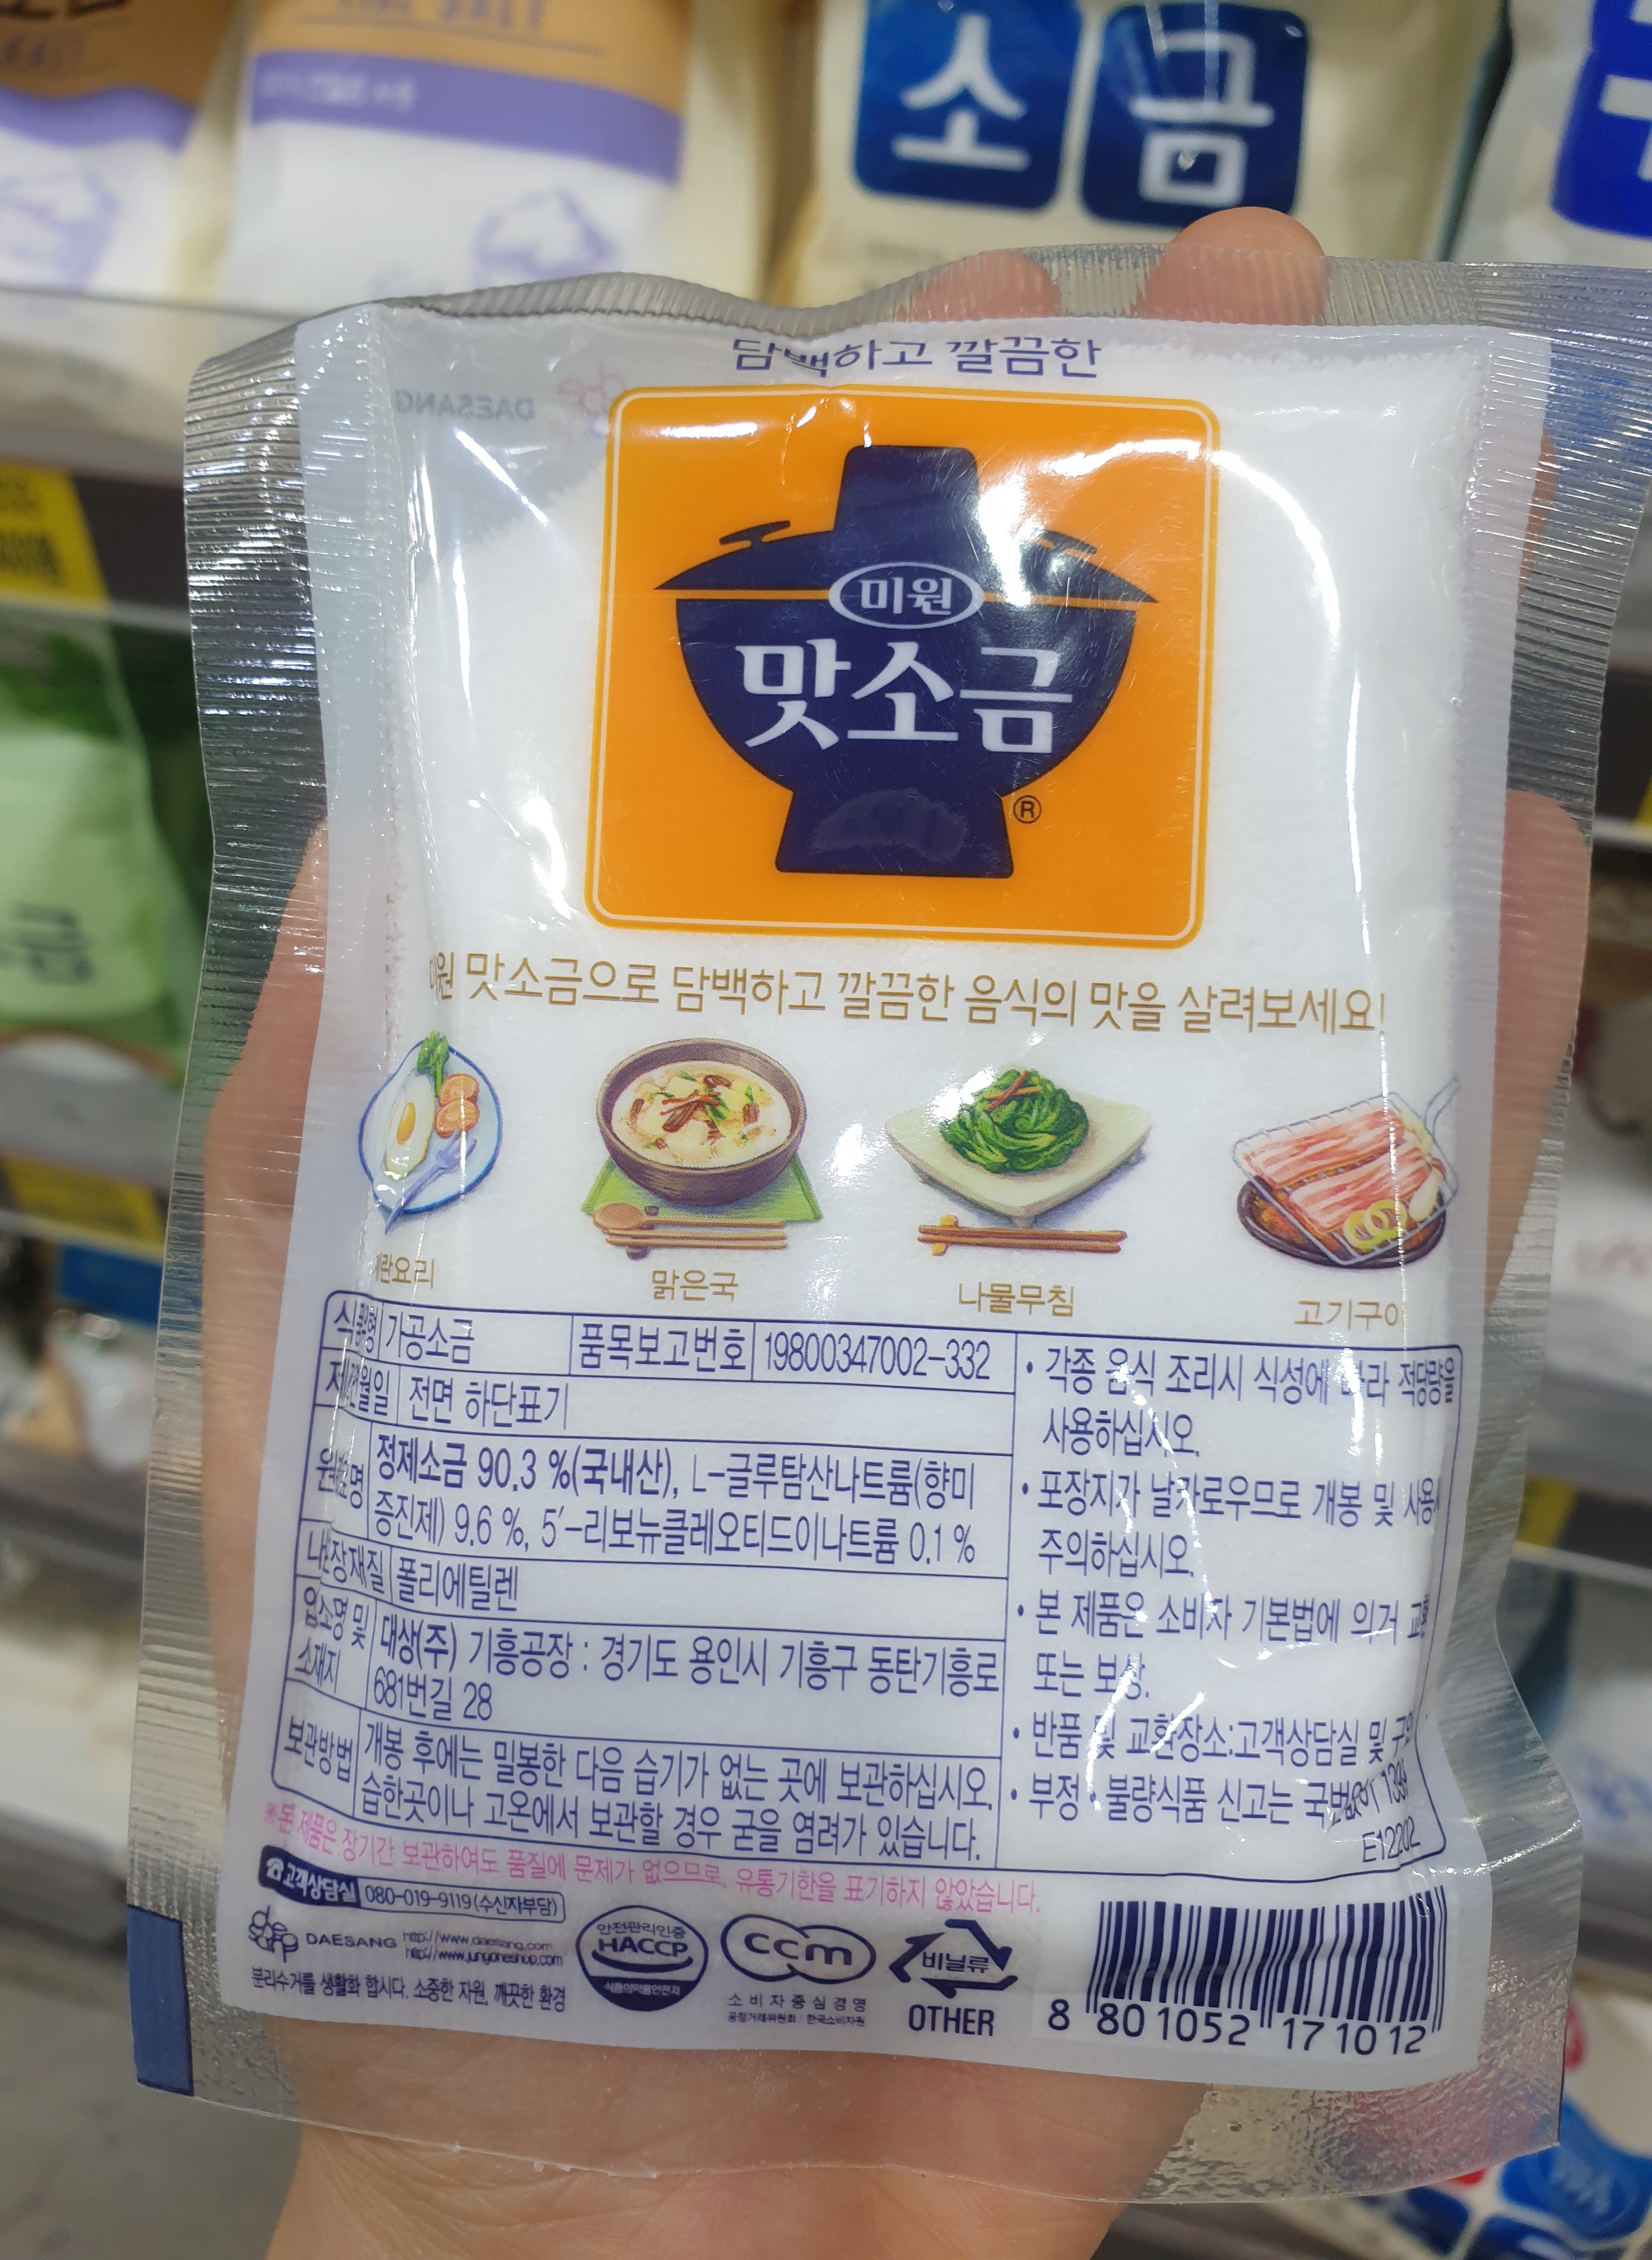 소금
담백하고 깔끔한
DAESANG
미원
맛소금
®
미원 맛소금으로 담백하고 깔끔한 음식의 맛을 살려보세요!
맑은국
나물무침
고기구이
가공소금
품목보고번호 19800347002-332
전면 하단표기
정제소금 90.3 %(국내산), L-글루탐산나트륨(향미
증진제) 9.6 %, 5′-리보뉴클레오티드이나트륨 0.1 %
폴리에틸렌
업소명 및
소재지
대상(주) 기흥공장 : 경기도 용인시 기흥구 동탄기흥로
681번길 28
보관방법
개봉 후에는 밀봉한 다음 습기가 없는 곳에 보관하십시오.
습한곳이나 고온에서 보관할 경우 굳을 염려가 있습니다.
• 각종 음식 조리시 식성에 따라 적당량을
사용하십시오.
• 포장지가 날카로우므로 개봉 및 사용시
주의하십시오.
• 본 제품은 소비자 기본법에 의거 교환
또는 보상.
• 반품 및 교환장소:고객상담실 및
• 부정 • 불량식품 신고는 국번없이 1399
E12202
※본 제품은 장기간 보관하여도 품질에 문제가 없으므로, 유통기한을 표기하지 않았습니다.
☎고객상담실 080-019-9119(수신자부담)
DAESANG
http://www.daesang.com
http://www.jungoneshop.com
분리수거를 생활화 합시다. 소중한 자원, 깨끗한 환경
안전관리인증
HACCP
식품의약품안전처
ccm
소비자중심경영
공정거래위원회 한국소비자원
비닐류
OTHER
8 801052 171012